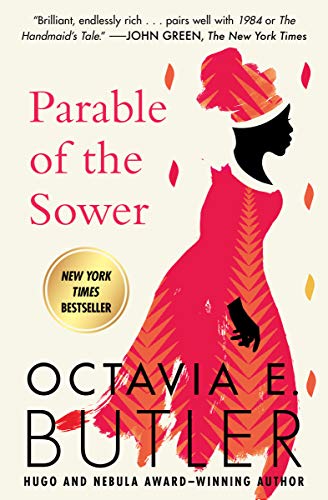 "Brilliant, endlessly rich . . . pairs well with 1984 or The
Handmaid's Tale." —JOHN GREEN, The New York Times
Parable
of the
Sower
NEW YORK
TIMES
BESTSELLER
OCTAVIA E.
BUTLER
HUGO AND NEBULA AWARD–WINNING AUTHOR